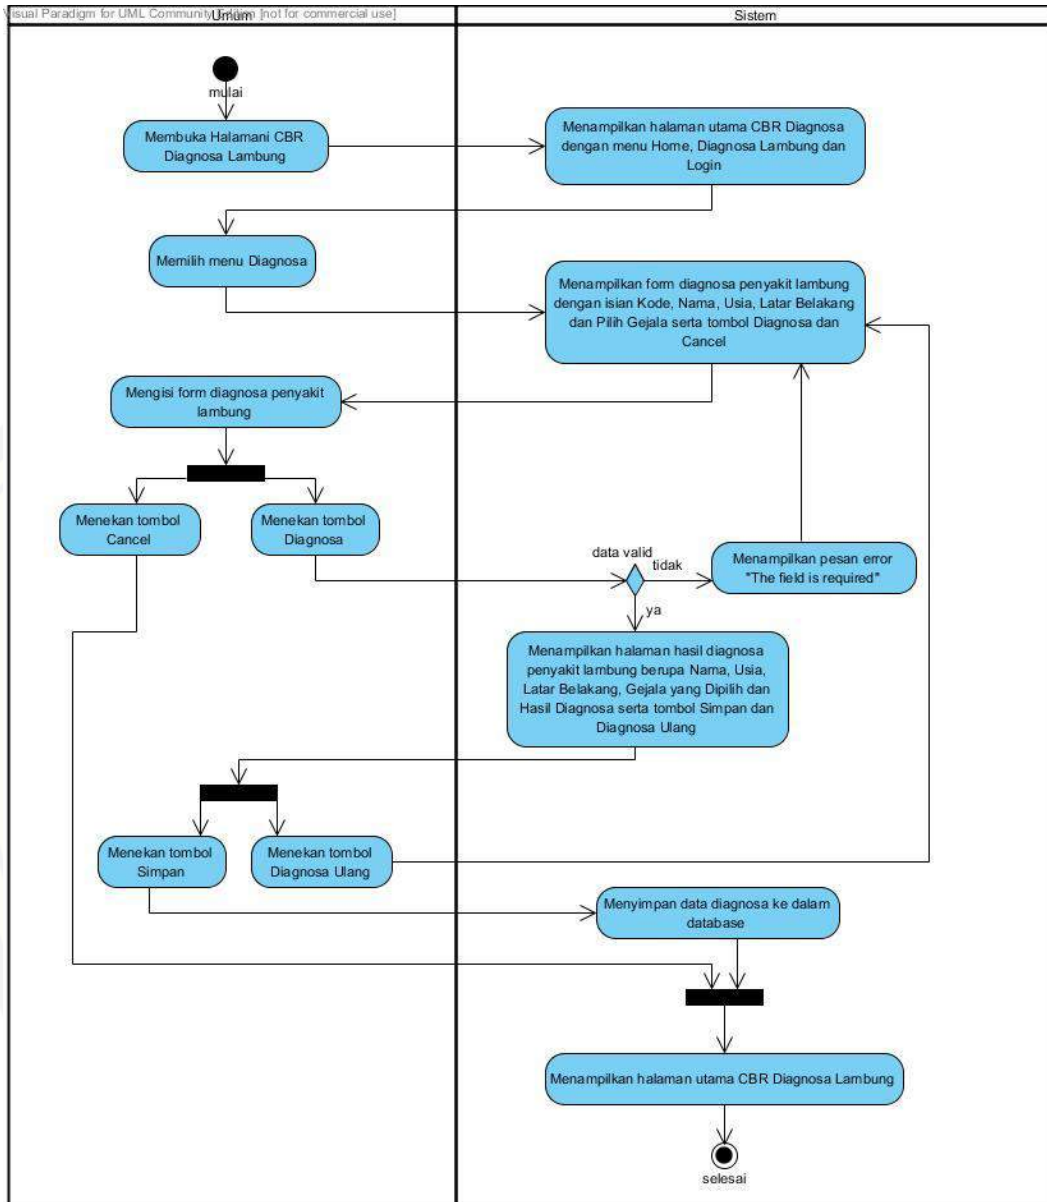 Visual Paradigm for UML Community Edition [not for commercial use]
Umum
Sistem
mulai
Membuka Halamani CBR
Diagnosa Lambung
Menampilkan halaman utama CBR Diagnosa
dengan menu Home, Diagnosa Lambung dan
Login
Memilih menu Diagnosa
Menampilkan form diagnosa penyakit lambung
dengan isian Kode, Nama, Usia, Latar Belakang
dan Pilih Gejala serta tombol Diagnosa dan
Cancel
Mengisi form diagnosa penyakit
lambung
Menekan tombol
Cancel
Menekan tombol
Diagnosa
data valid
tidak
Menampilkan pesan error
"The field is required"
ya
Menampilkan halaman hasil diagnosa
penyakit lambung berupa Nama, Usia,
Latar Belakang, Gejala yang Dipilih dan
Hasil Diagnosa serta tombol Simpan dan
Diagnosa Ulang
Menekan tombol
Simpan
Menekan tombol
Diagnosa Ulang
Menyimpan data diagnosa ke dalam
database
Menampilkan halaman utama CBR Diagnosa Lambung
selesai